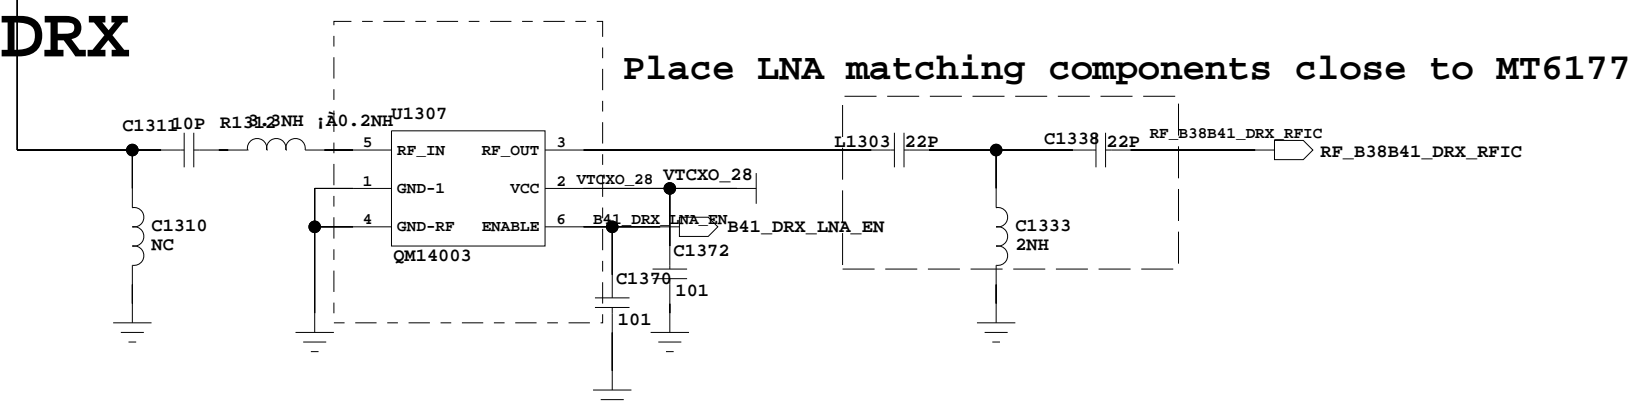 DRX
Place LNA matching components close to MT6177
C1311 10P R1312 3.3NH ¡À0.2NH
U1307
5 RF_IN RF_OUT 3
1 GND-1 VCC 2 VTCXO_28 VTCXO_28
4 GND-RF ENABLE 6 B41_DRX_LNA_EN B41_DRX_LNA_EN
QM14003
C1310
NC
C1372
101
C1370
101
L1303 22P
C1338 22P
RF_B38B41_DRX_RFIC
RF_B38B41_DRX_RFIC
C1333
2NH